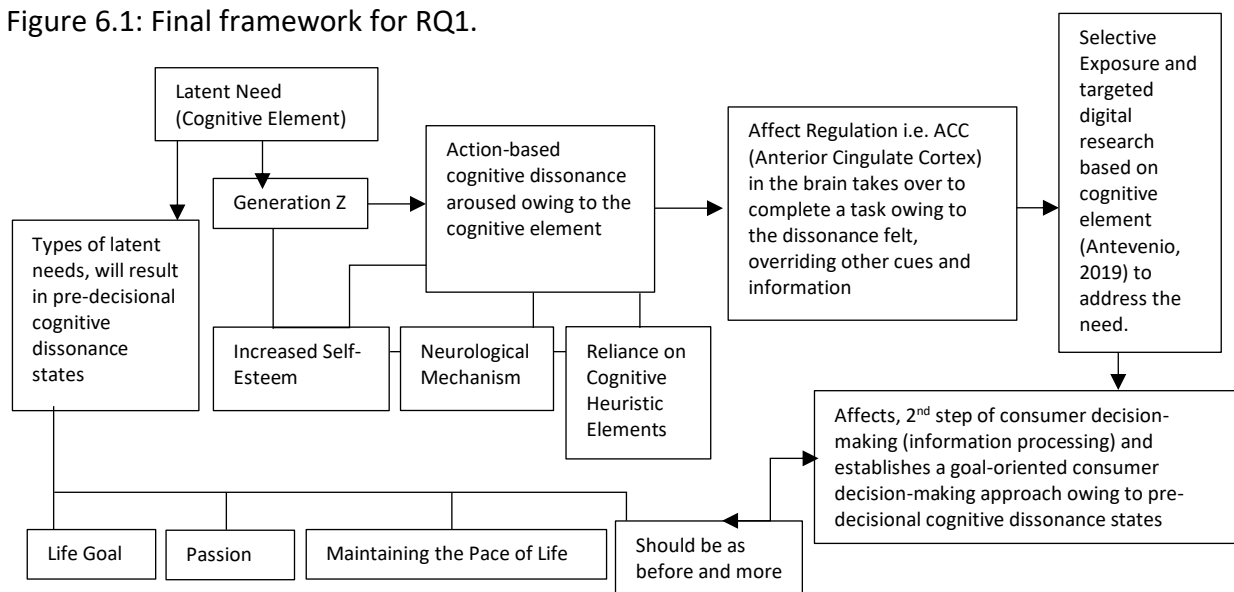 Figure 6.1: Final framework for RQ1.
Latent Need
(Cognitive Element)
Generation Z
Types of latent
needs, will result
in pre-decisional
cognitive
dissonance
states
Action-based
cognitive dissonance
aroused owing to the
cognitive element
Increased Self-
Esteem
Neurological
Mechanism
Reliance on
Cognitive
Heuristic
Elements
Affect Regulation i.e. ACC
(Anterior Cingulate Cortex)
in the brain takes over to
complete a task owing to
the dissonance felt,
overriding other cues and
information
Selective
Exposure and
targeted
digital
research
based on
cognitive
element
(Antevenio,
2019) to
address the
need.
Affects, 2nd step of consumer decision-
making (information processing) and
establishes a goal-oriented consumer
decision-making approach owing to pre-
decisional cognitive dissonance states
Life Goal
Passion
Maintaining the Pace of Life
Should be as
before and more